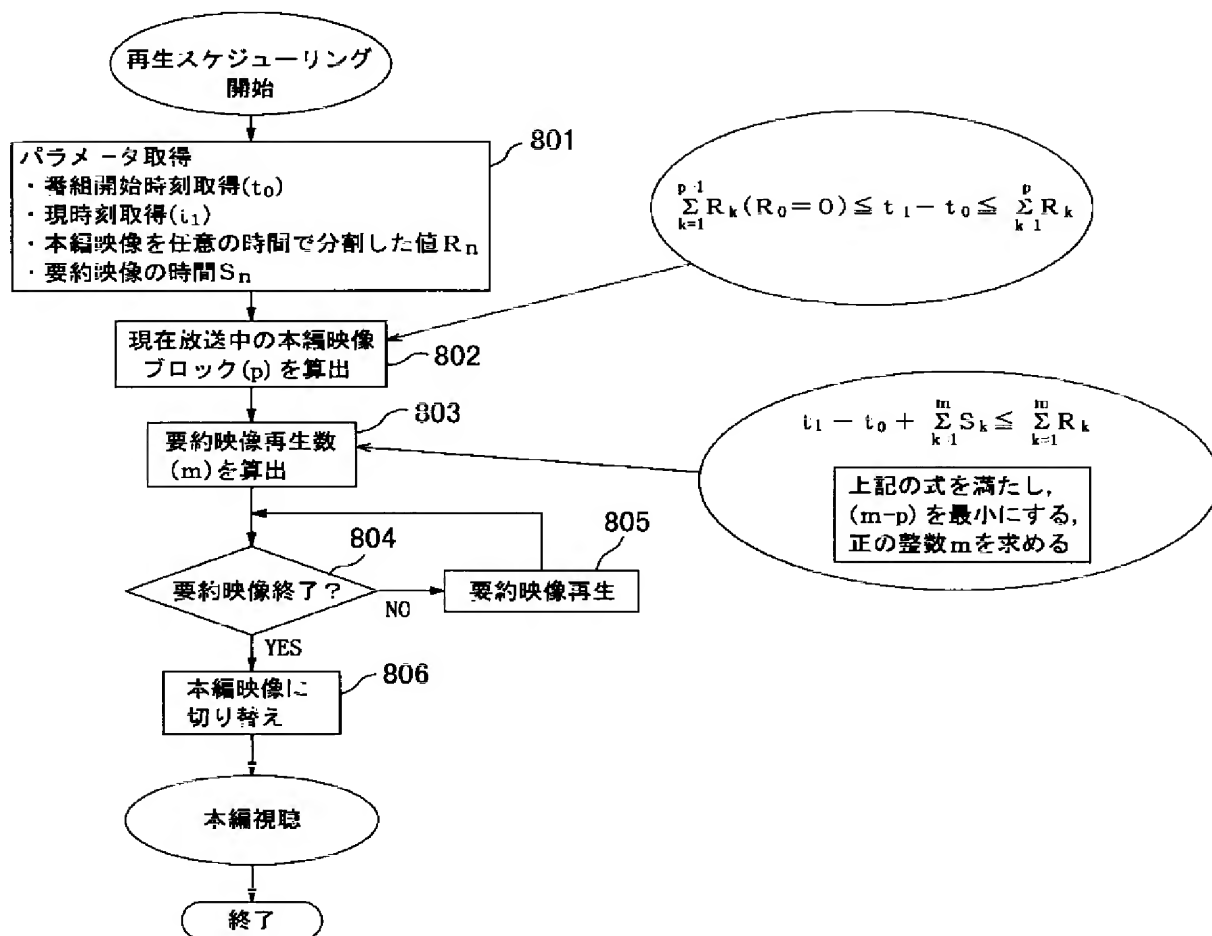 再生スケジューリング
開始
801
パラメータ取得
・番組開始時刻取得(t₀)
・現時刻取得(t₁)
・本編映像を任意の時間で分割した値Rₙ
・要約映像の時間Sₙ
p-1
Σ
k=1
Rₖ(R₀=0)≦t₁-t₀≦
p
Σ
k=1
Rₖ
現在放送中の本編映像
ブロック(p)を算出
802
803
要約映像再生数
(m)を算出
t₁-t₀+
m
Σ
k=1
Sₖ≦
m
Σ
k=1
Rₖ
上記の式を満たし,
(m-p)を最小にする,
正の整数mを求める
804
要約映像終了?
NO
805
要約映像再生
YES
806
本編映像に
切り替え
本編視聴
終了